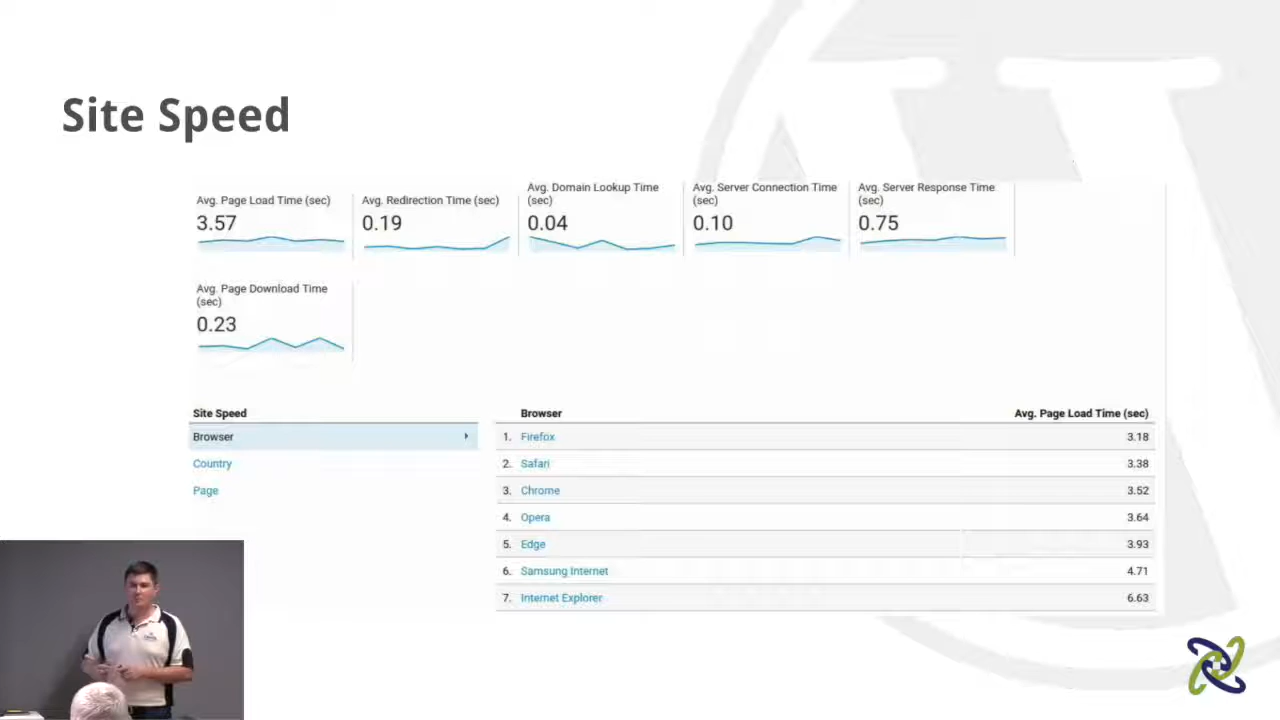 Site Speed
Avg. Page Load Time (sec)
3.57
Avg. Redirection Time (sec)
0.19
Avg. Domain Lookup Time
(sec)
0.04
Avg. Server Connection Time
(sec)
0.10
Avg. Server Response Time
(sec)
0.75
Avg. Page Download Time
(sec)
0.23
Site Speed
Browser
Country
Page
Browser Avg. Page Load Time (sec)
1. Firefox 3.18
2. Safari 3.38
3. Chrome 3.52
4. Opera 3.64
5. Edge 3.93
6. Samsung Internet 4.71
7. Internet Explorer 6.63